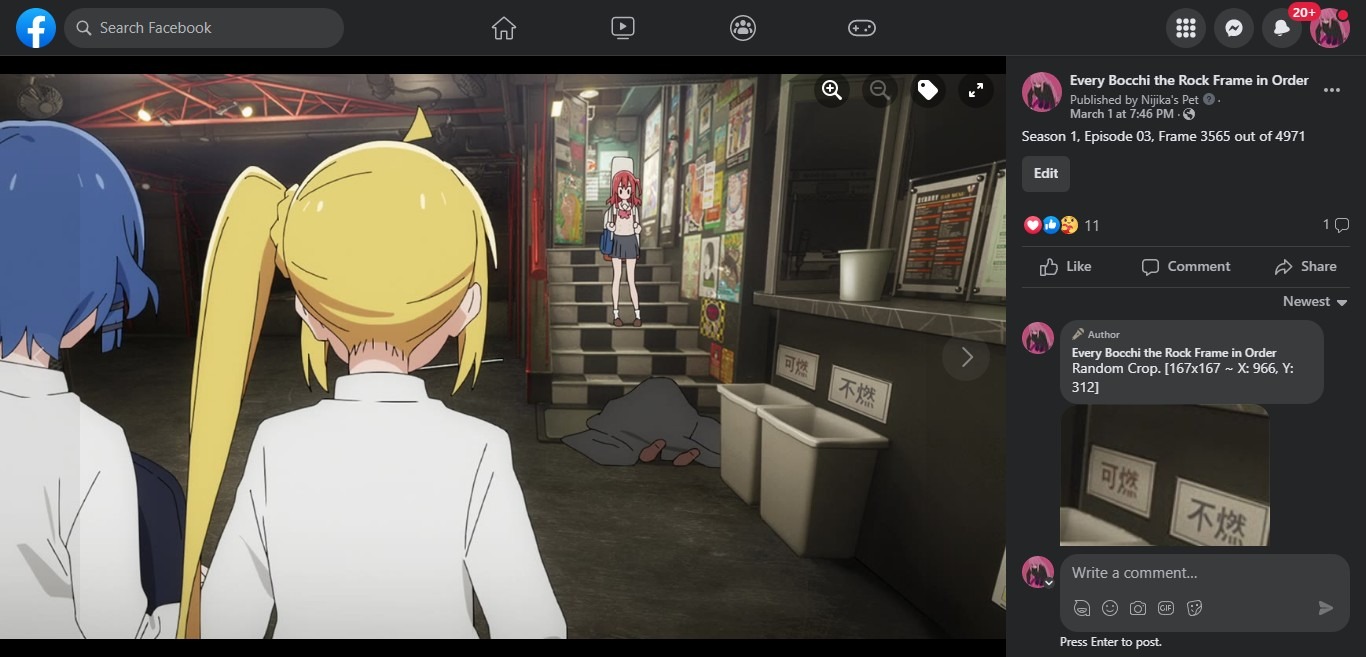 Search Facebook
20+
Every Bocchi the Rock Frame in Order
Published by Nijika's Pet
March 1 at 7:46 PM ·
Season 1, Episode 03, Frame 3565 out of 4971
Edit
11
1
Like
Comment
Share
Newest
Author
Every Bocchi the Rock Frame in Order
Random Crop. [167x167 ~ X: 966, Y:
312]
可燃
不燃
可燃
不燃
Write a comment...
GIF
Press Enter to post.